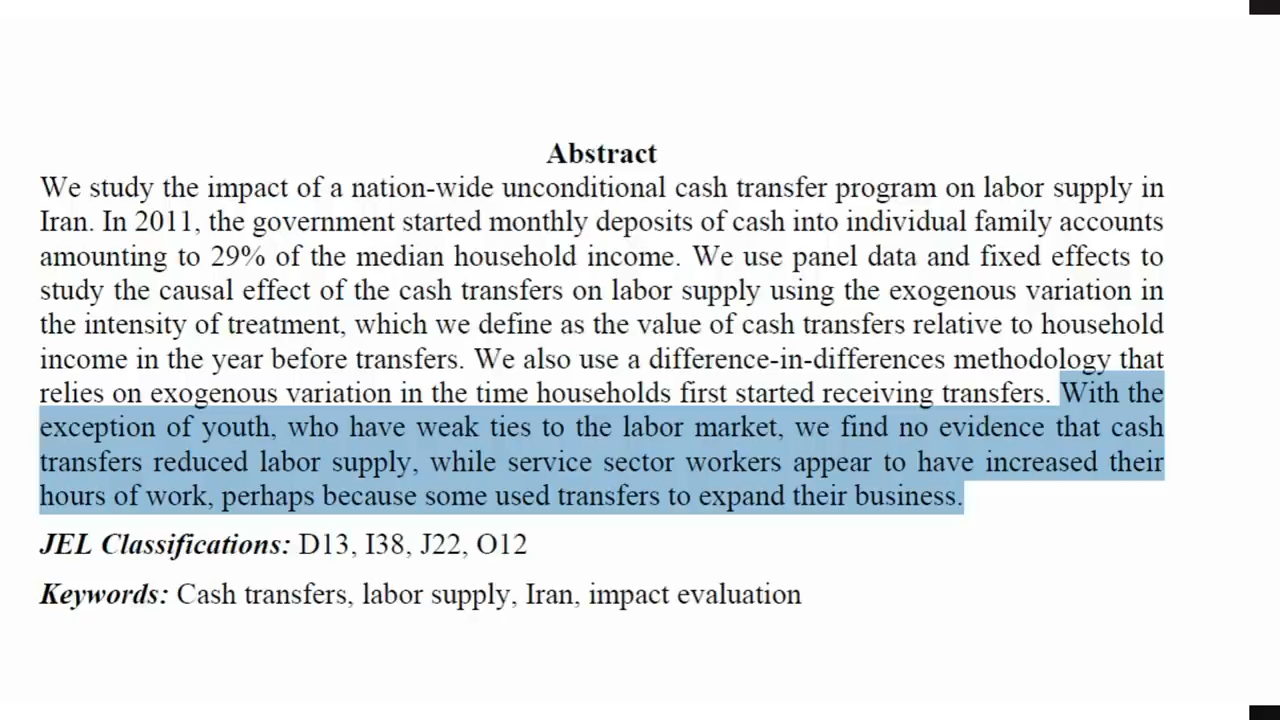 Abstract
We study the impact of a nation-wide unconditional cash transfer program on labor supply in
Iran. In 2011, the government started monthly deposits of cash into individual family accounts
amounting to 29% of the median household income. We use panel data and fixed effects to
study the causal effect of the cash transfers on labor supply using the exogenous variation in
the intensity of treatment, which we define as the value of cash transfers relative to household
income in the year before transfers. We also use a difference-in-differences methodology that
relies on exogenous variation in the time households first started receiving transfers. With the
exception of youth, who have weak ties to the labor market, we find no evidence that cash
transfers reduced labor supply, while service sector workers appear to have increased their
hours of work, perhaps because some used transfers to expand their business.
JEL Classifications: D13, I38, J22, O12
Keywords: Cash transfers, labor supply, Iran, impact evaluation